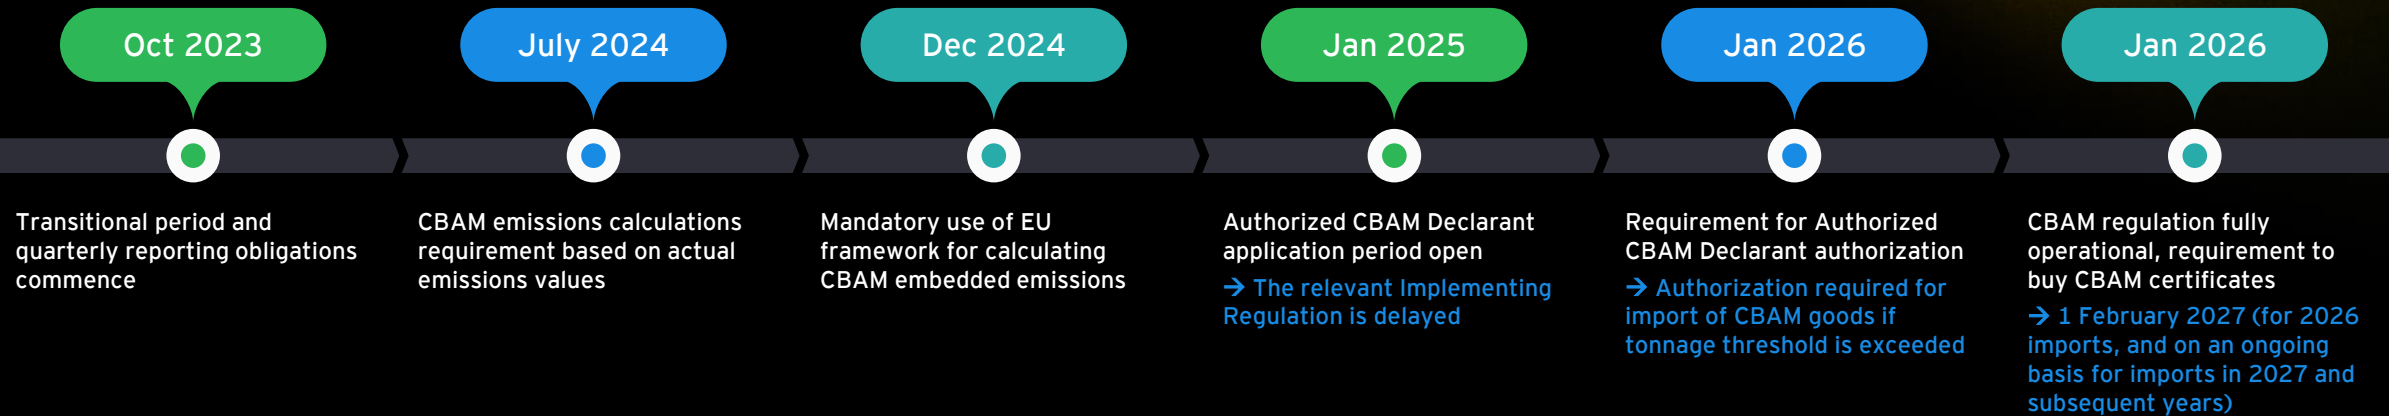 Oct 2023
Transitional period and
quarterly reporting obligations
commence
July 2024
CBAM emissions calculations
requirement based on actual
emissions values
Dec 2024
Mandatory use of EU
framework for calculating
CBAM embedded emissions
Jan 2025
Authorized CBAM Declarant
application period open
→ The relevant Implementing
Regulation is delayed
Jan 2026
Requirement for Authorized
CBAM Declarant authorization
→ Authorization required for
import of CBAM goods if
tonnage threshold is exceeded
Jan 2026
CBAM regulation fully
operational, requirement to
buy CBAM certificates
→ 1 February 2027 (for 2026
imports, and on an ongoing
basis for imports in 2027 and
subsequent years)